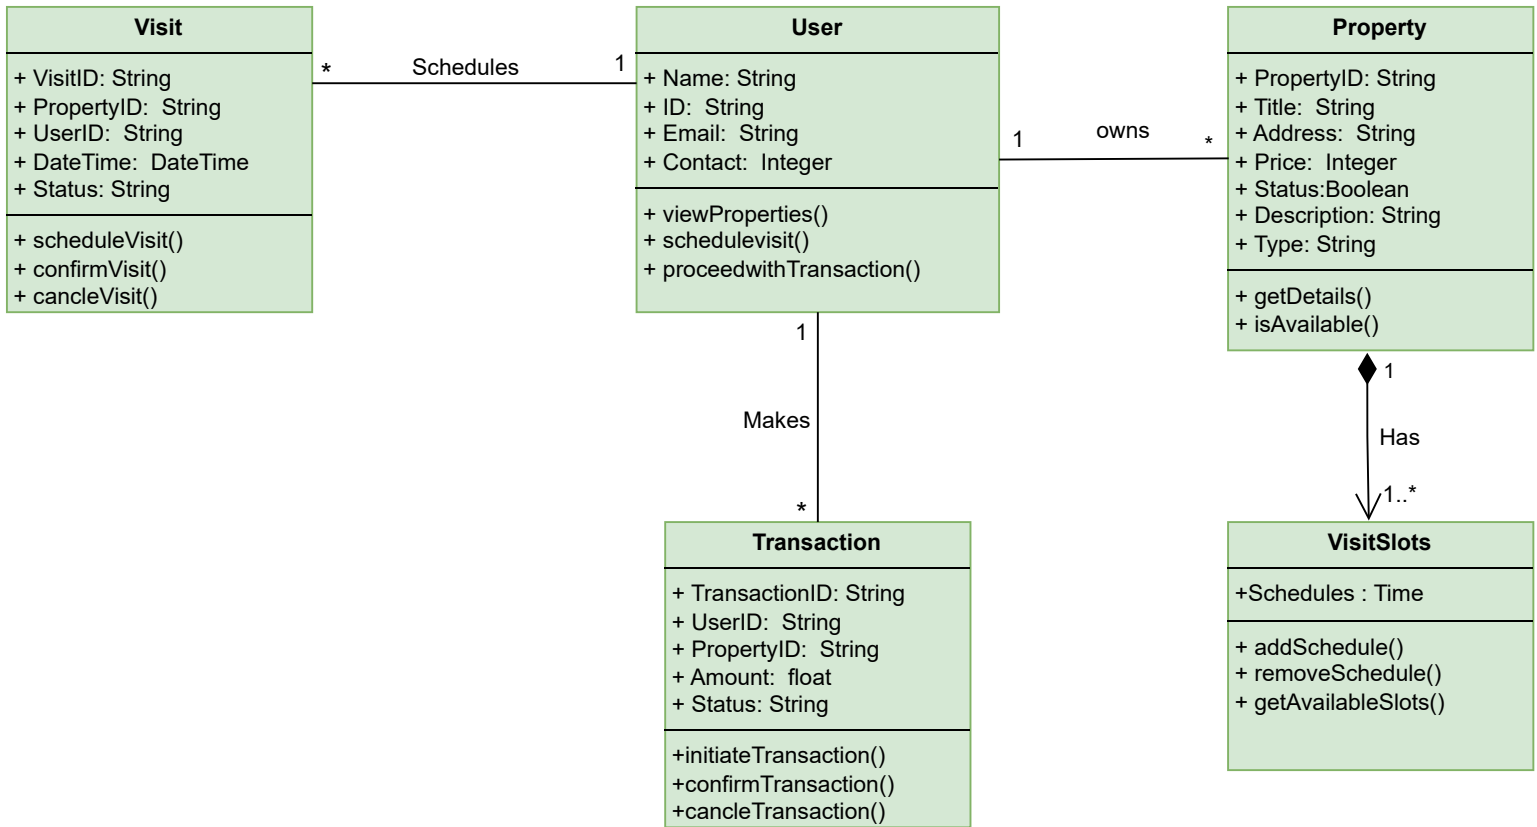 Visit
+ VisitID: String
+ PropertyID:  String
+ UserID:  String
+ DateTime:  DateTime
+ Status: String
+ scheduleVisit()
+ confirmVisit()
+ cancleVisit()
*
Schedules
1
User
+ Name: String
+ ID:  String
+ Email:  String
+ Contact:  Integer
+ viewProperties()
+ schedulevisit()
+ proceedwithTransaction()
1
owns
*
Property
+ PropertyID: String
+ Title:  String
+ Address:  String
+ Price:  Integer
+ Status:Boolean
+ Description: String
+ Type: String
+ getDetails()
+ isAvailable()
1
Makes
*
1
Has
1..*
Transaction
+ TransactionID: String
+ UserID:  String
+ PropertyID:  String
+ Amount:  float
+ Status: String
+initiateTransaction()
+confirmTransaction()
+cancleTransaction()
VisitSlots
+Schedules : Time
+ addSchedule()
+ removeSchedule()
+ getAvailableSlots()